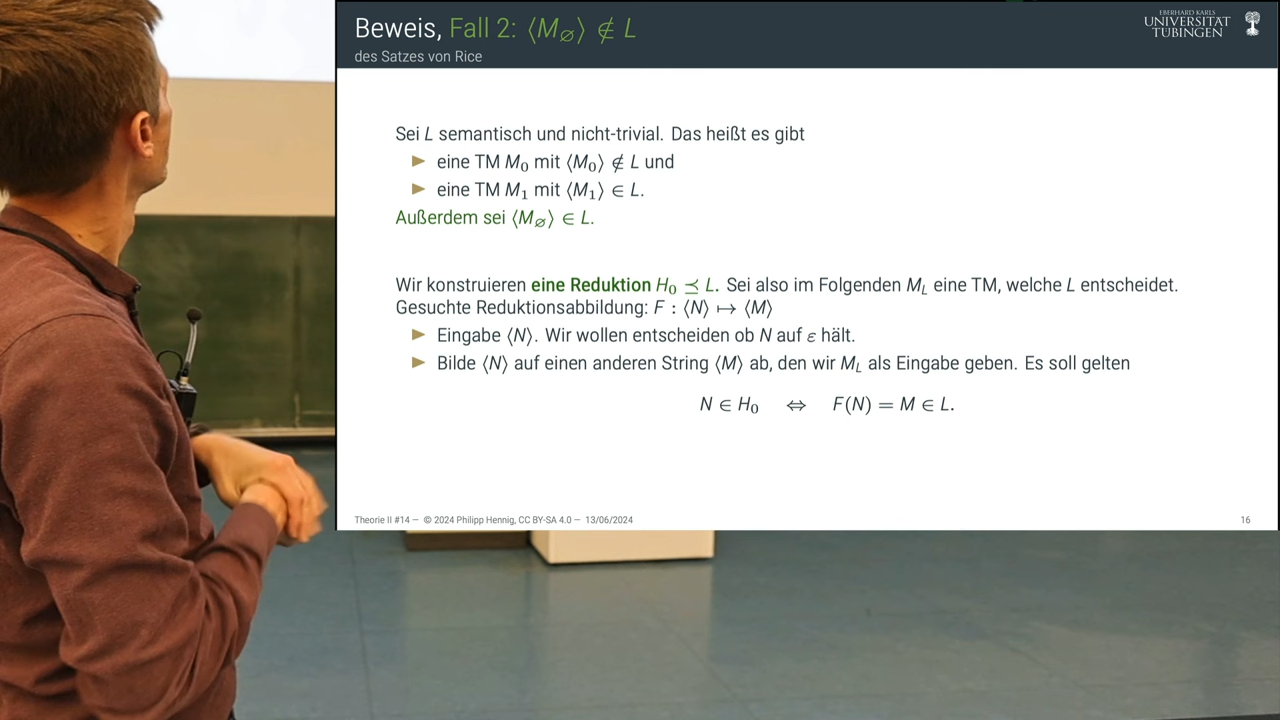 Beweis, Fall 2: ⟨M∅⟩ ∉ L
des Satzes von Rice
EBERHARD KARLS
UNIVERSITÄT
TÜBINGEN
Sei L semantisch und nicht-trivial. Das heißt es gibt
► eine TM M₀ mit ⟨M₀⟩ ∉ L und
► eine TM M₁ mit ⟨M₁⟩ ∈ L.
Außerdem sei ⟨M∅⟩ ∈ L.
Wir konstruieren eine Reduktion H₀ ⪯ L. Sei also im Folgenden M_L eine TM, welche L entscheidet.
Gesuchte Reduktionsabbildung: F : ⟨N⟩ ↦ ⟨M⟩
► Eingabe ⟨N⟩. Wir wollen entscheiden ob N auf ε hält.
► Bilde ⟨N⟩ auf einen anderen String ⟨M⟩ ab, den wir M_L als Eingabe geben. Es soll gelten
N ∈ H₀ ⇔ F(N) = M ∈ L.
Theorie II #14 — © 2024 Philipp Hennig, CC BY-SA 4.0 — 13/06/2024
16